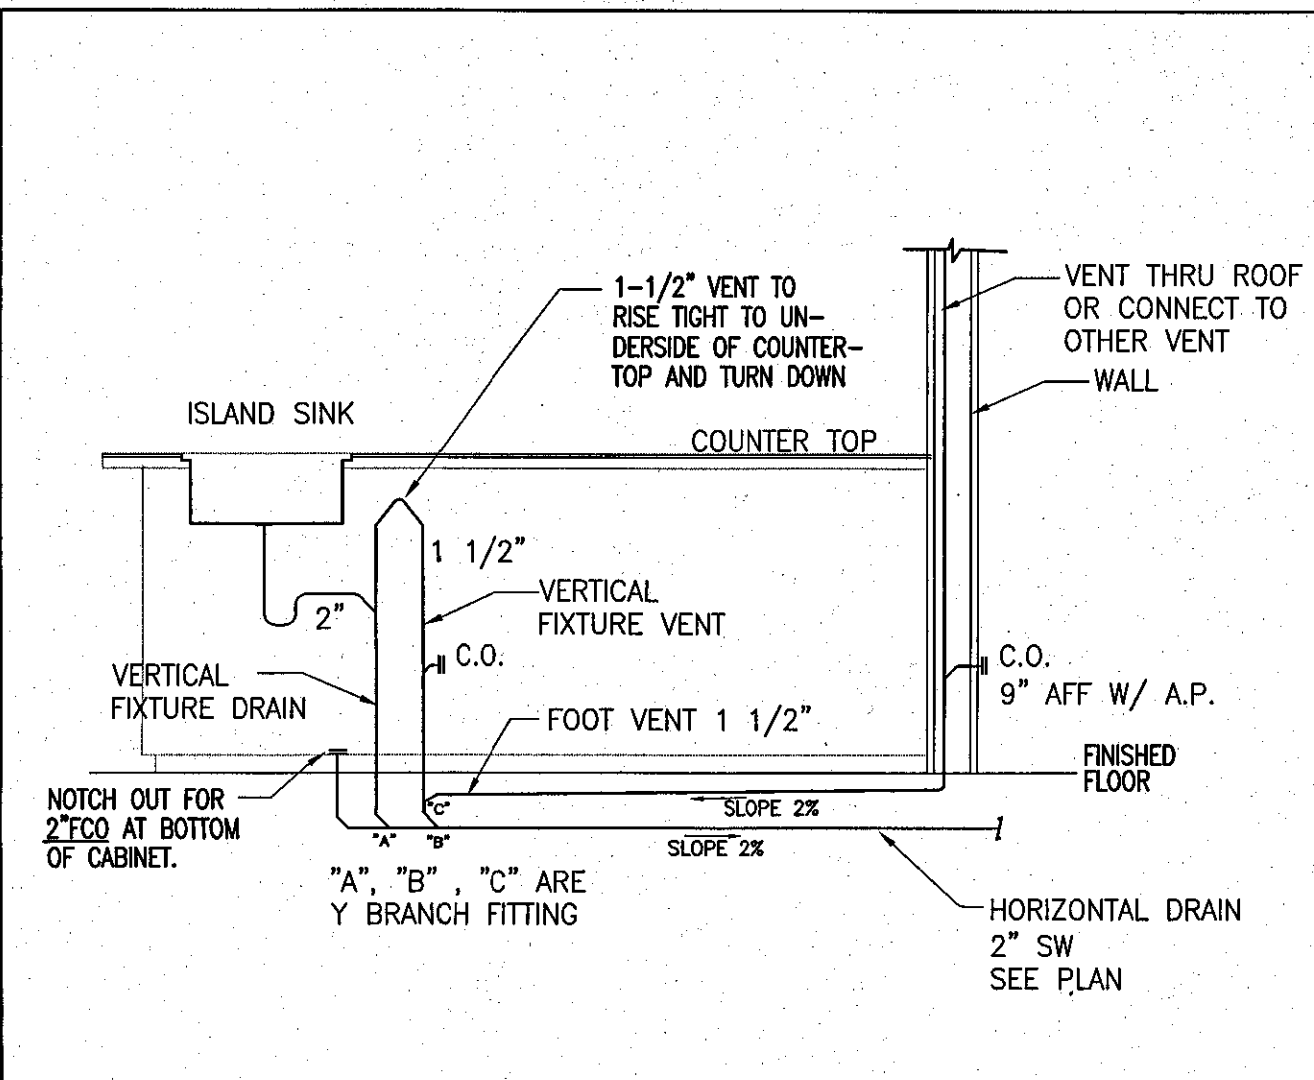 1-1/2" VENT TO
RISE TIGHT TO UN-
DERSIDE OF COUNTER-
TOP AND TURN DOWN
VENT THRU ROOF
OR CONNECT TO
OTHER VENT
WALL
ISLAND SINK
COUNTER TOP
1 1/2"
2"
VERTICAL
FIXTURE VENT
C.O.
VERTICAL
FIXTURE DRAIN
FOOT VENT 1 1/2"
C.O.
9" AFF W/ A.P.
FINISHED
FLOOR
NOTCH OUT FOR
2"FCO AT BOTTOM
OF CABINET.
"C"
SLOPE 2%
"A"
"B"
SLOPE 2%
"A", "B" , "C" ARE
Y BRANCH FITTING
HORIZONTAL DRAIN
2" SW
SEE PLAN